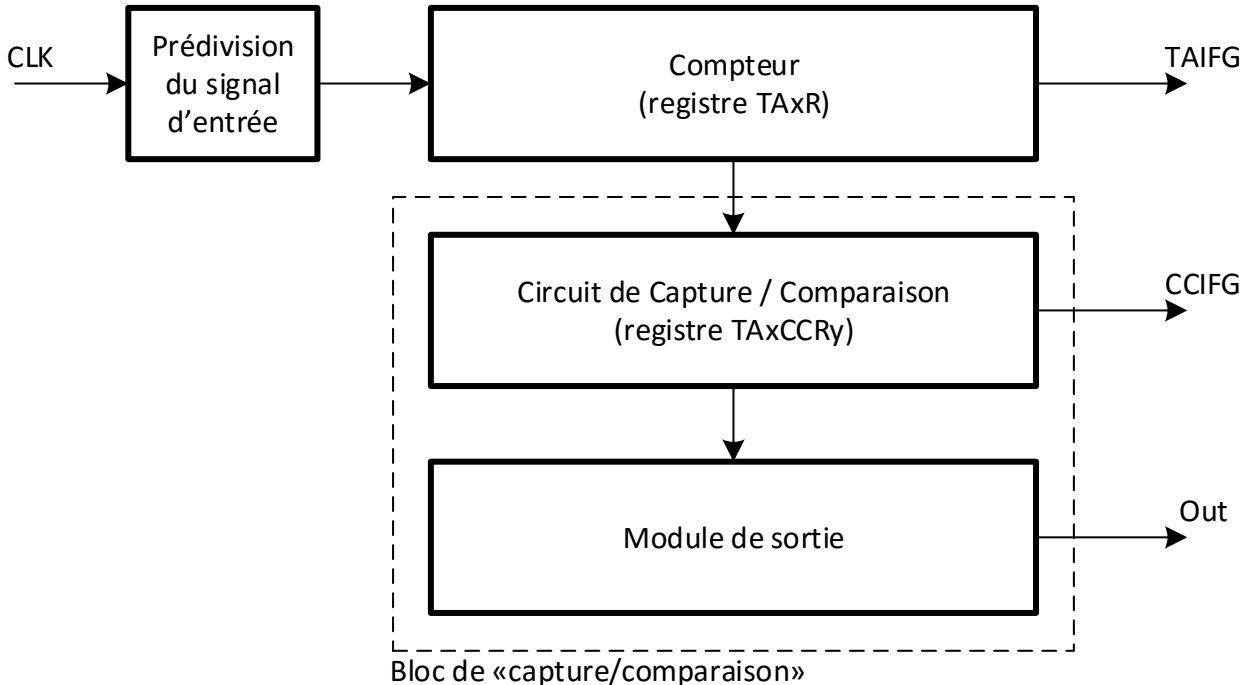 CLK
Prédivision
du signal
d’entrée
Compteur
(registre TAxR)
TAIFG
Circuit de Capture / Comparaison
(registre TAxCCRy)
CCIFG
Module de sortie
Out
Bloc de «capture/comparaison»